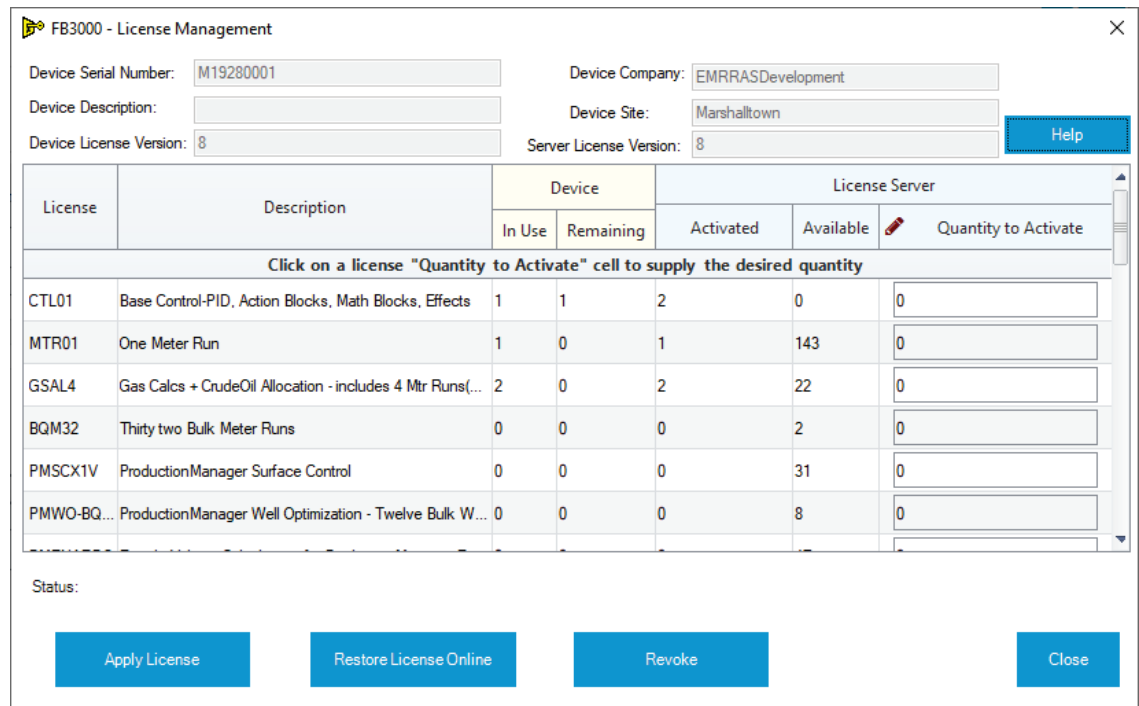 FB3000 - License Management
Device Serial Number: M19280001 Device Company: EMRRASDevelopment
Device Description: Device Site: Marshalltown
Device License Version: 8 Server License Version: 8 Help
License Description Device License Server
In Use Remaining Activated Available Quantity to Activate
Click on a license "Quantity to Activate" cell to supply the desired quantity
CTL01 Base Control-PID, Action Blocks, Math Blocks, Effects 1 1 2 0 0
MTR01 One Meter Run 1 0 1 143 0
GSAL4 Gas Calcs + CrudeOil Allocation - includes 4 Mtr Runs(... 2 0 2 22 0
BQM32 Thirty two Bulk Meter Runs 0 0 0 2 0
PMSCX1V ProductionManager Surface Control 0 0 0 31 0
PMWO-BQ... ProductionManager Well Optimization - Twelve Bulk W... 0 0 0 8 0
Status:
Apply License Restore License Online Revoke Close